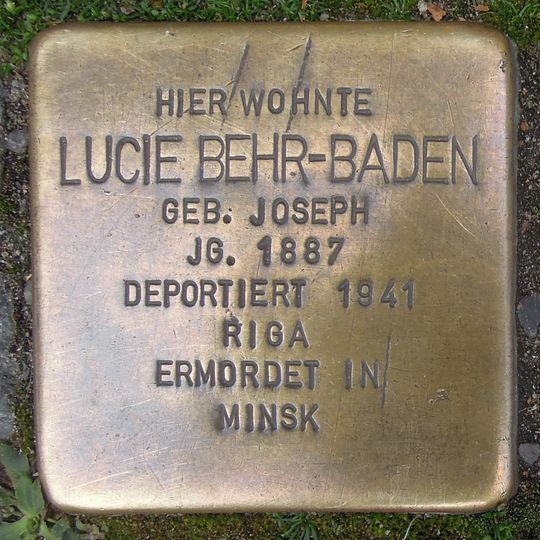 HIER WOHNTE
LUCIE BEHR-BADEN
GEB. JOSEPH
JG. 1887
DEPORTIERT 1941
RIGA
ERMORDET IN
MINSK